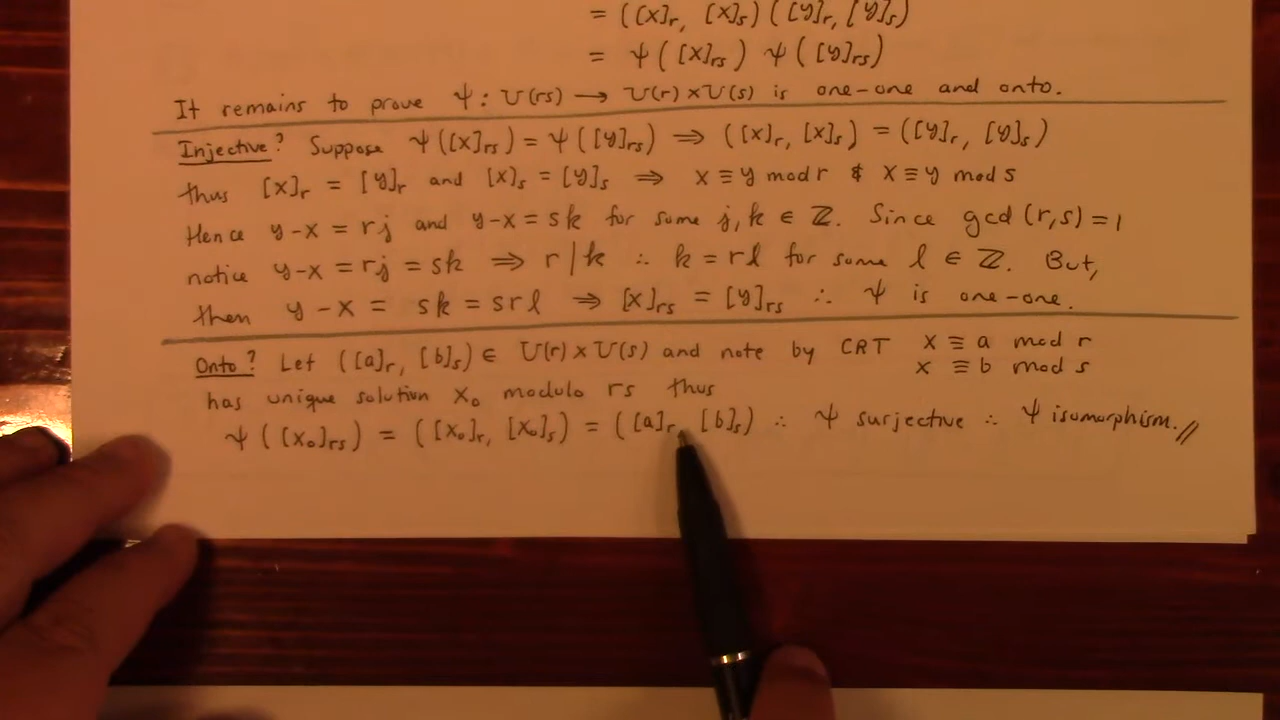 = ([x]r, [x]s)([y]r, [y]s)
= ψ([x]rs) ψ([y]rs)
It remains to prove ψ : U(rs) → U(r)×U(s) is one-one and onto.
Injective? Suppose ψ([x]rs) = ψ([y]rs) ⇒ ([x]r, [x]s) = ([y]r, [y]s)
thus [x]r = [y]r and [x]s = [y]s ⇒ x ≡ y mod r & x ≡ y mod s
Hence y-x = rj and y-x = sk for some j, k ∈ ℤ. Since gcd(r,s) = 1
notice y-x = rj = sk ⇒ r | k ∴ k = rl for some l ∈ ℤ. But,
then y-x = sk = srl ⇒ [x]rs = [y]rs ∴ ψ is one-one.
Onto? Let ([a]r, [b]s) ∈ U(r)×U(s) and note by CRT x ≡ a mod r
x ≡ b mod s
has unique solution x₀ modulo rs thus
ψ([x₀]rs) = ([x₀]r, [x₀]s) = ([a]r, [b]s) ∴ ψ surjective ∴ ψ isomorphism. //